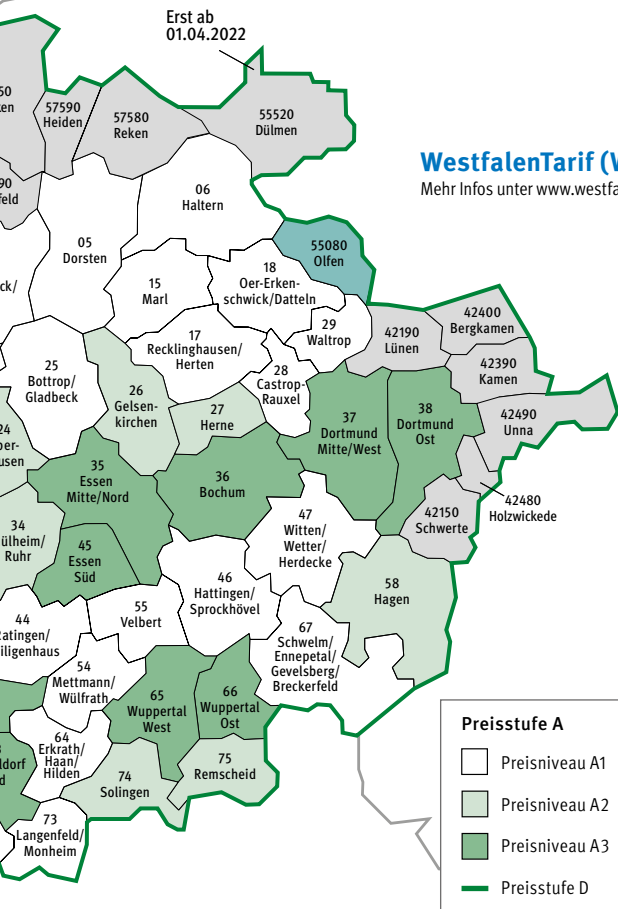 Erst ab
01.04.2022
57590
Heiden
57580
Reken
55520
Dülmen
WestfalenTarif (
Mehr Infos unter
06
Haltern
05
Dorsten
55080
Olfen
15
Marl
18
Oer-Erken-
schwick/Datteln
29
Waltrop
42190
Lünen
42400
Bergkamen
17
Recklinghausen/
Herten
25
Bottrop/
Gladbeck
28
Castrop-
Rauxel
42390
Kamen
26
Gelsen-
kirchen
27
Herne
37
Dortmund
Mitte/West
38
Dortmund
Ost
42490
Unna
35
Essen
Mitte/Nord
36
Bochum
42480
Holzwickede
42150
Schwerte
34
Ruhr
47
Witten/
Wetter/
Herdecke
45
Essen
Süd
46
Hattingen/
Sprockhövel
58
Hagen
44
55
Velbert
67
Schwelm/
Ennepetal/
Gevelsberg/
Breckerfeld
54
Mettmann/
Wülfrath
65
Wuppertal
West
66
Wuppertal
Ost
64
Erkrath/
Haan/
Hilden
75
Remscheid
74
Solingen
73
Langenfeld/
Monheim
Preisstufe A
Preisniveau A1
Preisniveau A2
Preisniveau A3
Preisstufe D